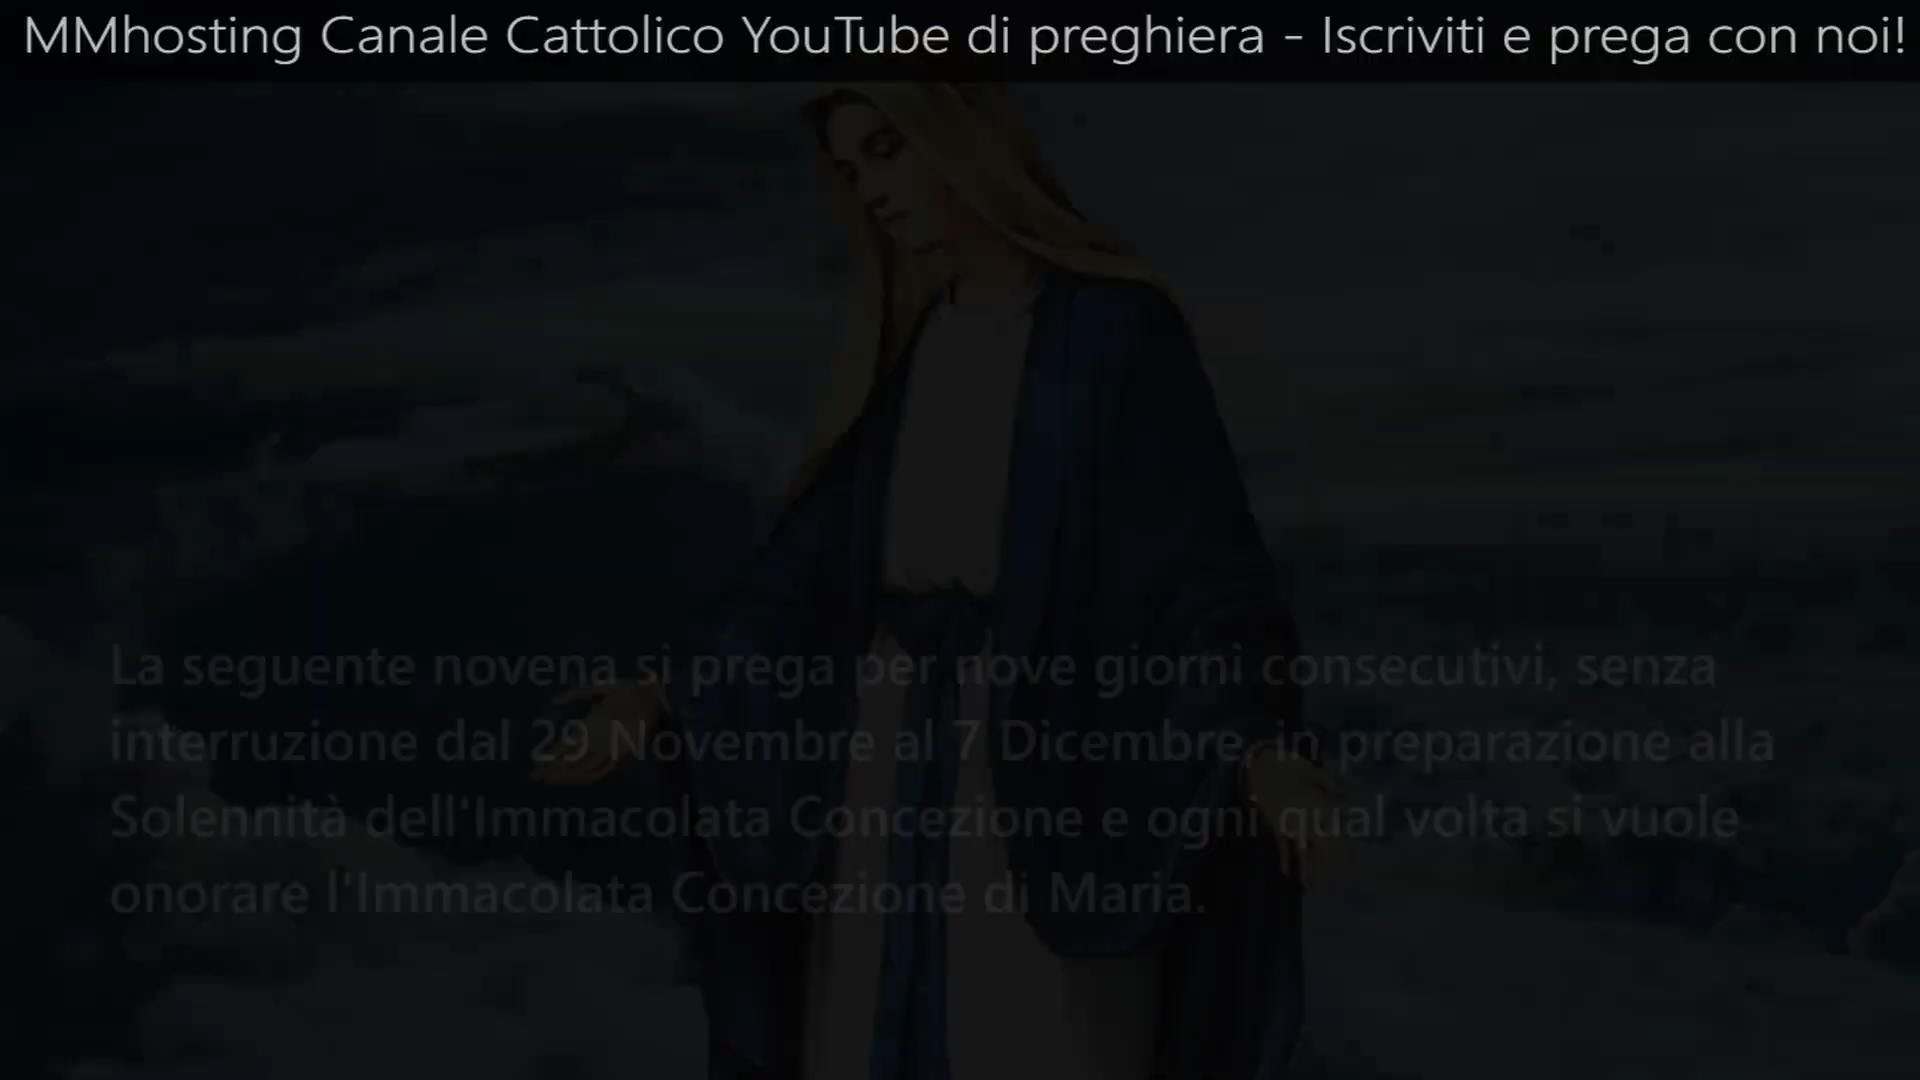 MMhosting Canale Cattolico YouTube di preghiera - Iscriviti e prega con noi!
La seguente novena si prega per nove giorni consecutivi, senza
interruzione dal 29 Novembre al 7 Dicembre, in preparazione alla
Solennità dell'Immacolata Concezione e ogni qual volta si vuole
onorare l'Immacolata Concezione di Maria.